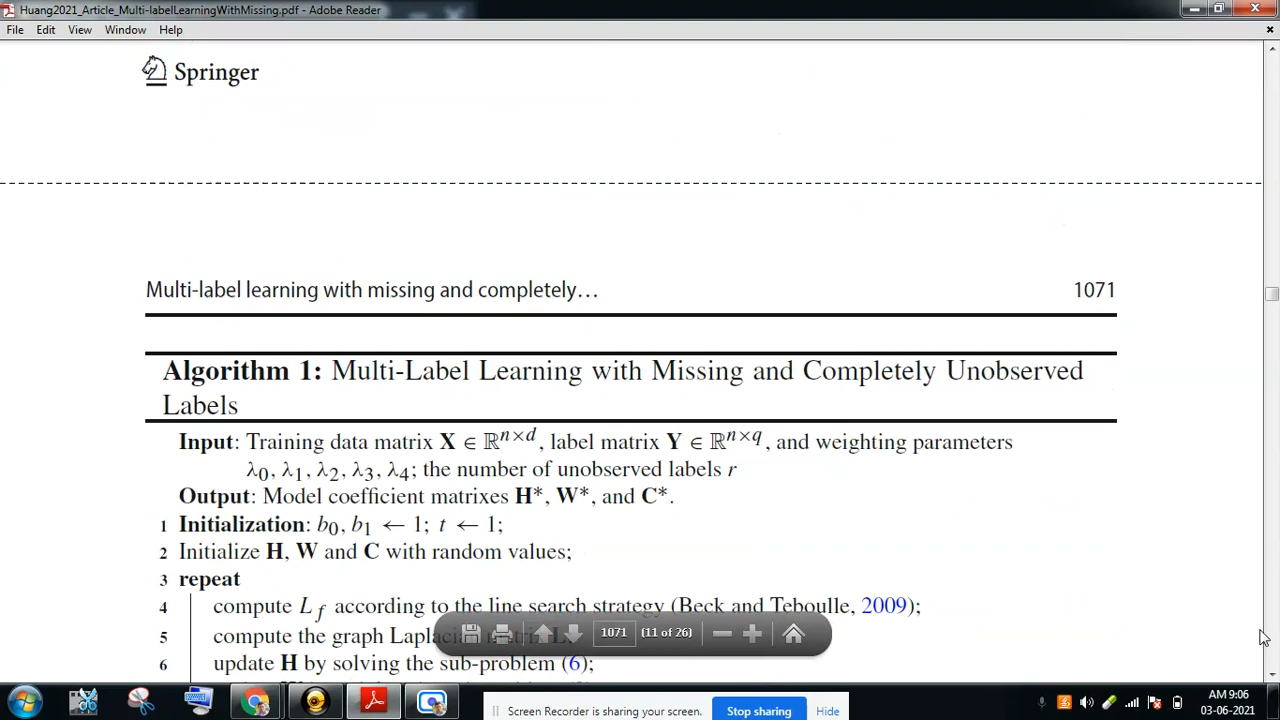 Huang2021_Article_Multi-labelLearningWithMissing.pdf - Adobe Reader
File Edit View Window Help
Springer
Multi-label learning with missing and completely… 1071
Algorithm 1: Multi-Label Learning with Missing and Completely Unobserved
Labels
Input: Training data matrix X ∈ ℝⁿˣᵈ, label matrix Y ∈ ℝⁿˣ𐞥, and weighting parameters
λ₀, λ₁, λ₂, λ₃, λ₄; the number of unobserved labels r
Output: Model coefficient matrixes H*, W*, and C*.
1 Initialization: b₀, b₁ ← 1; t ← 1;
2 Initialize H, W and C with random values;
3 repeat
4 compute L_f according to the line search strategy (Beck and Teboulle, 2009);
5 compute the graph Laplacian
6 update H by solving the sub-problem (6);
1071 (11 of 26)
Screen Recorder is sharing your screen. Stop sharing Hide
AM 9:06
03-06-2021